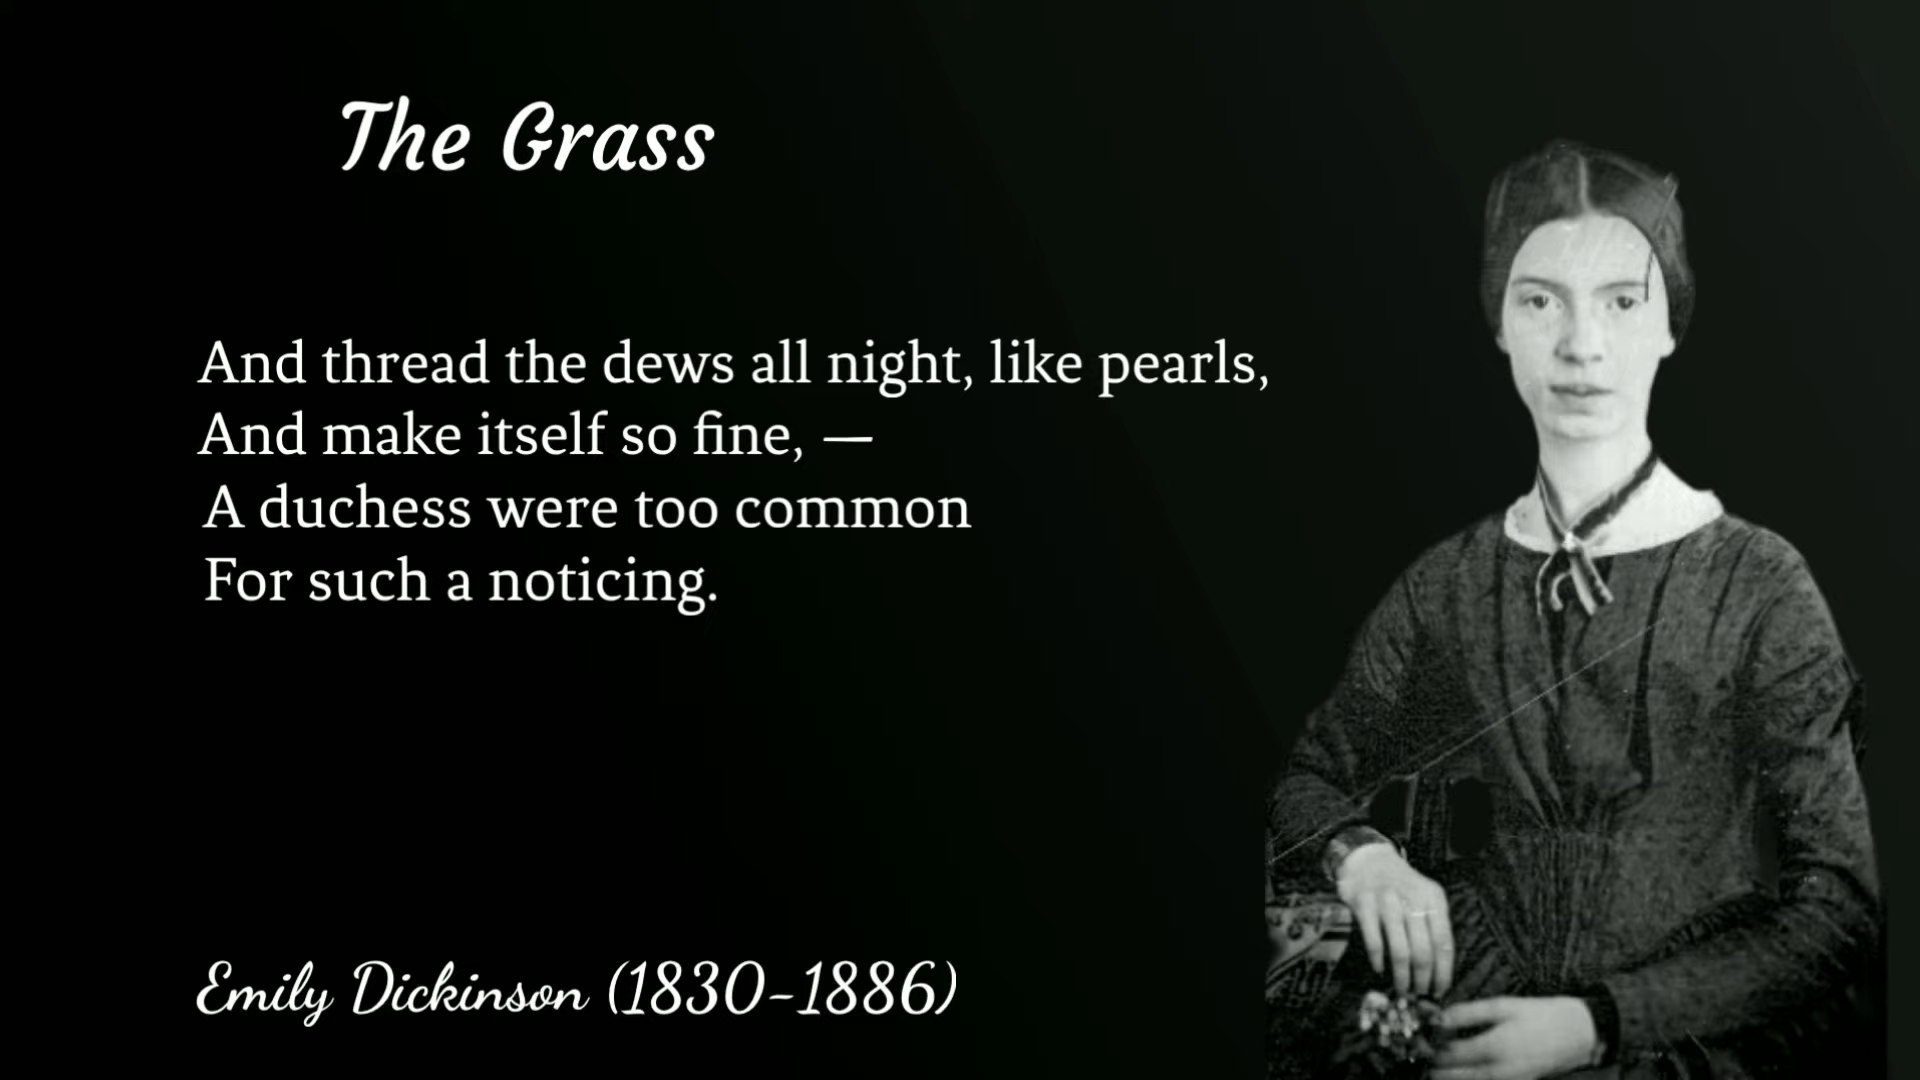 The Grass
And thread the dews all night, like pearls,
And make itself so fine, —
A duchess were too common
For such a noticing.
Emily Dickinson (1830-1886)